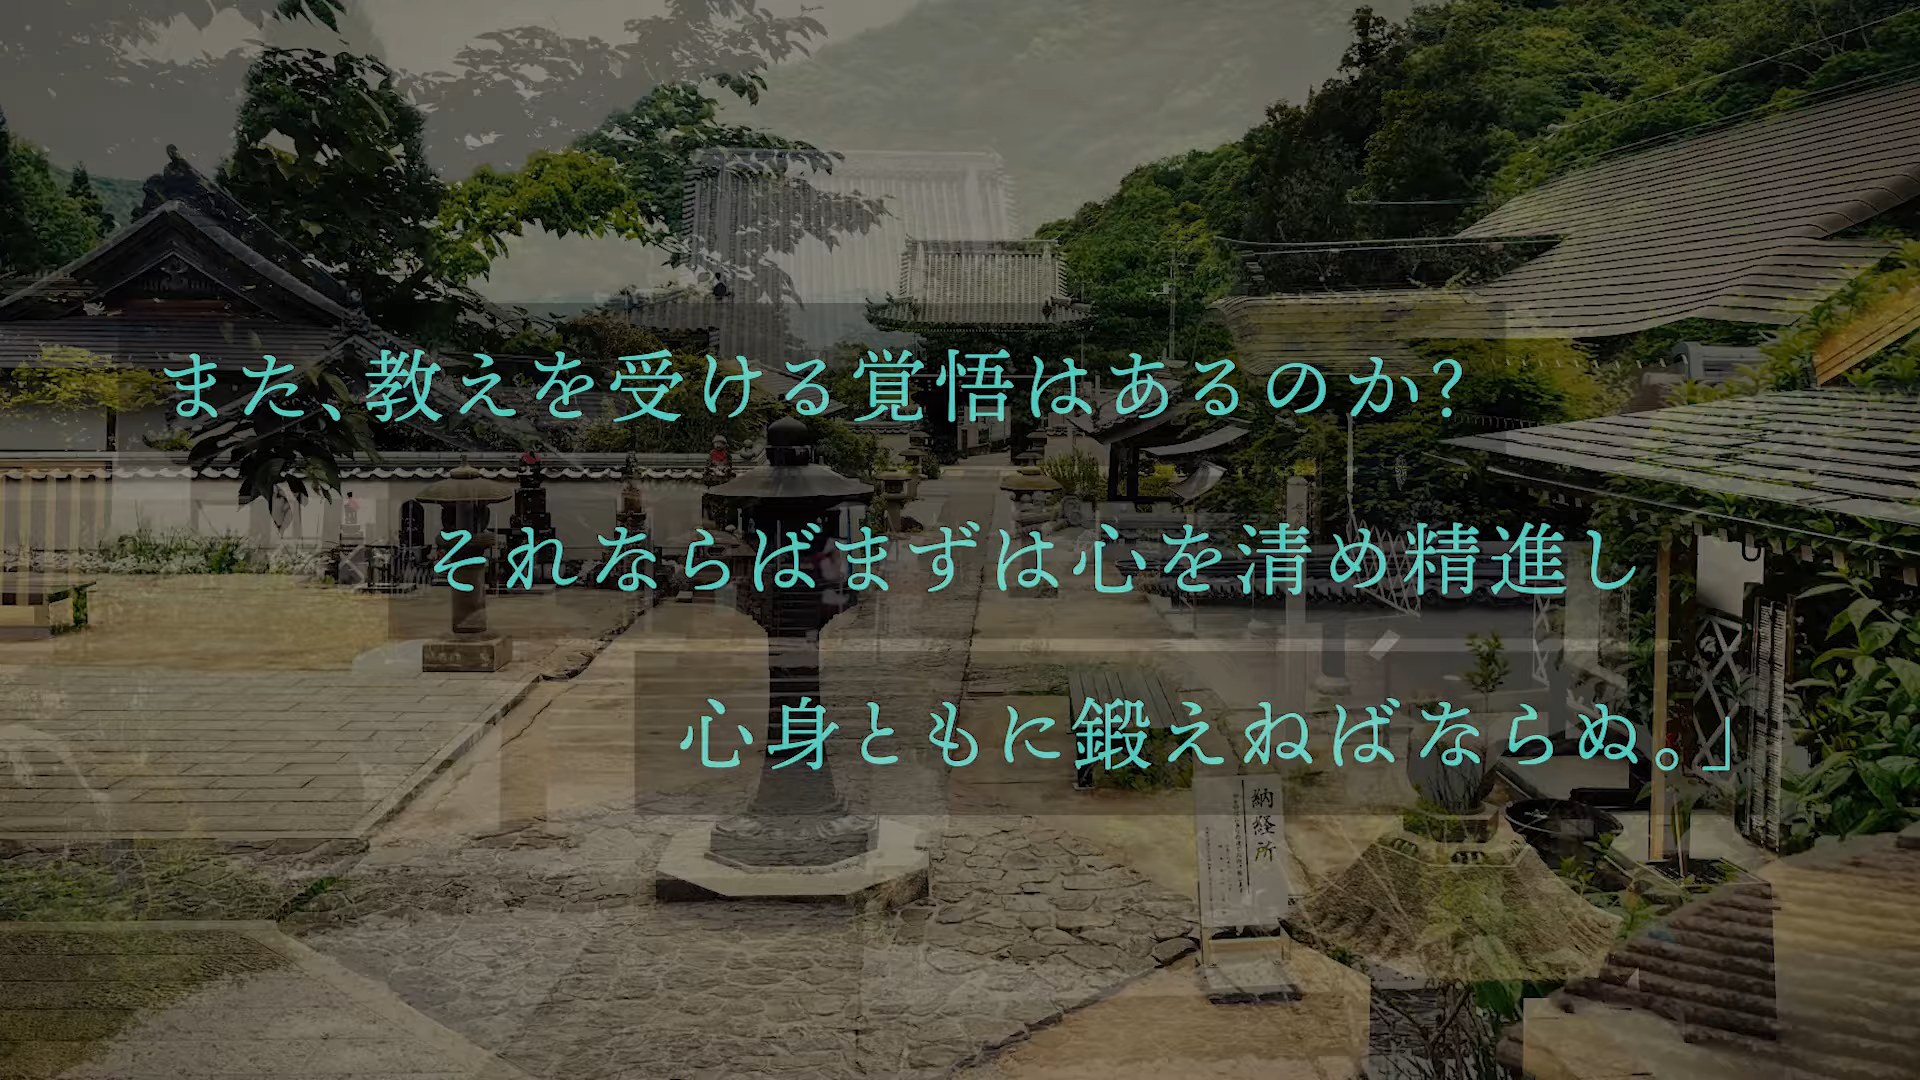 また、教えを受ける覚悟はあるのか?
それならばまずは心を清め精進し
心身ともに鍛えねばならぬ。」
納経所